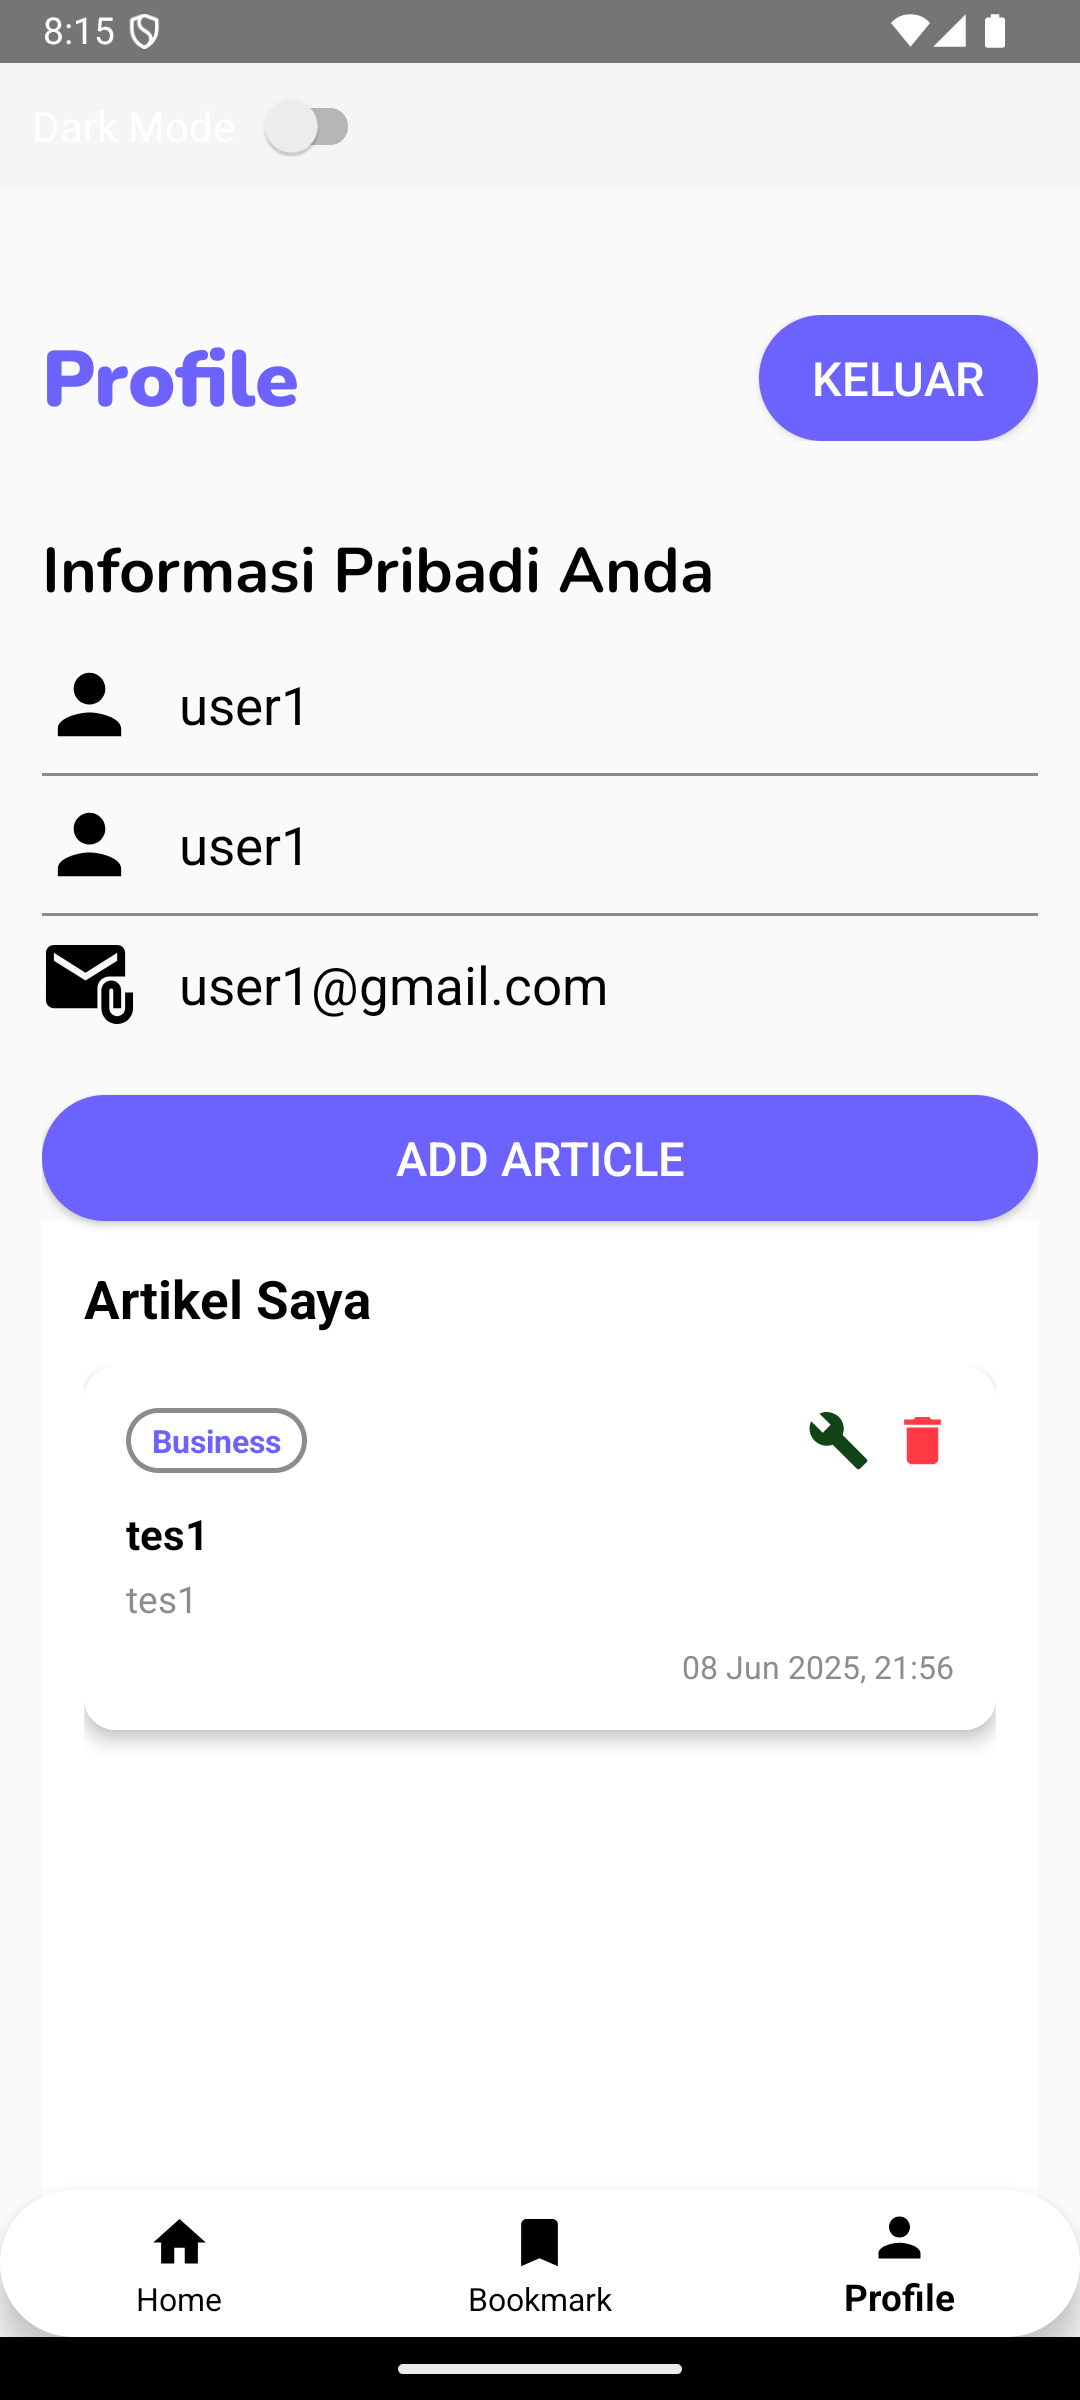 8:15
Dark Mode
Profile
KELUAR
Informasi Pribadi Anda
user1
user1
user1@gmail.com
ADD ARTICLE
Artikel Saya
Business
tes1
tes1
08 Jun 2025, 21:56
Home
Bookmark
Profile